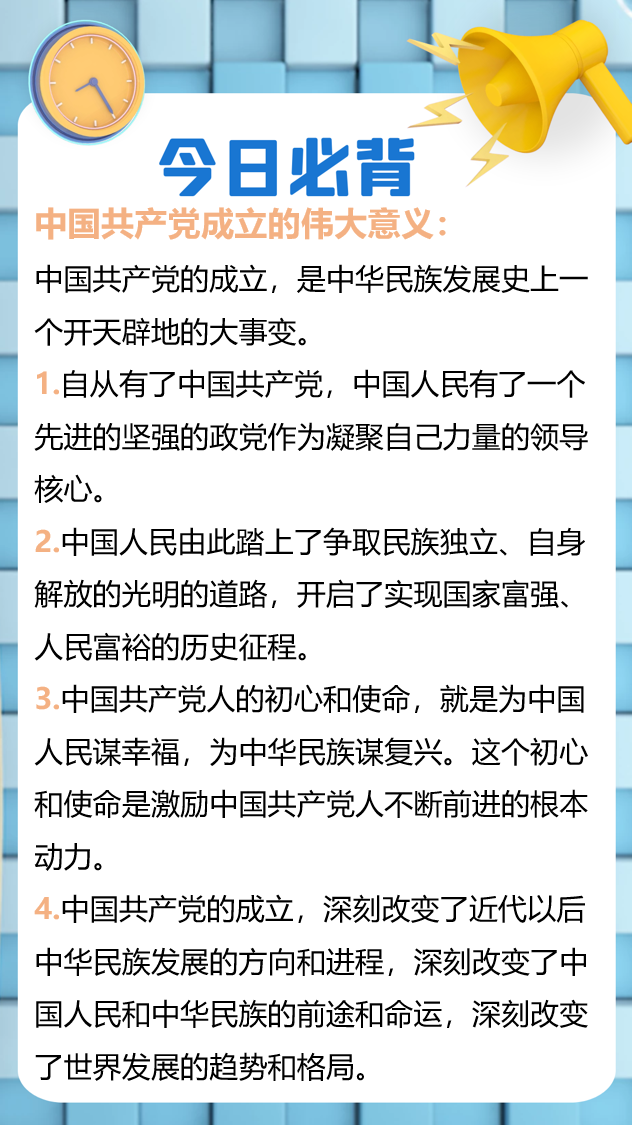 今日必背
中国共产党成立的伟大意义：
中国共产党的成立，是中华民族发展史上一
个开天辟地的大事变。
1.自从有了中国共产党，中国人民有了一个
先进的坚强的政党作为凝聚自己力量的领导
核心。
2.中国人民由此踏上了争取民族独立、自身
解放的光明的道路，开启了实现国家富强、
人民富裕的历史征程。
3.中国共产党人的初心和使命，就是为中国
人民谋幸福，为中华民族谋复兴。这个初心
和使命是激励中国共产党人不断前进的根本
动力。
4.中国共产党的成立，深刻改变了近代以后
中华民族发展的方向和进程，深刻改变了中
国人民和中华民族的前途和命运，深刻改变
了世界发展的趋势和格局。